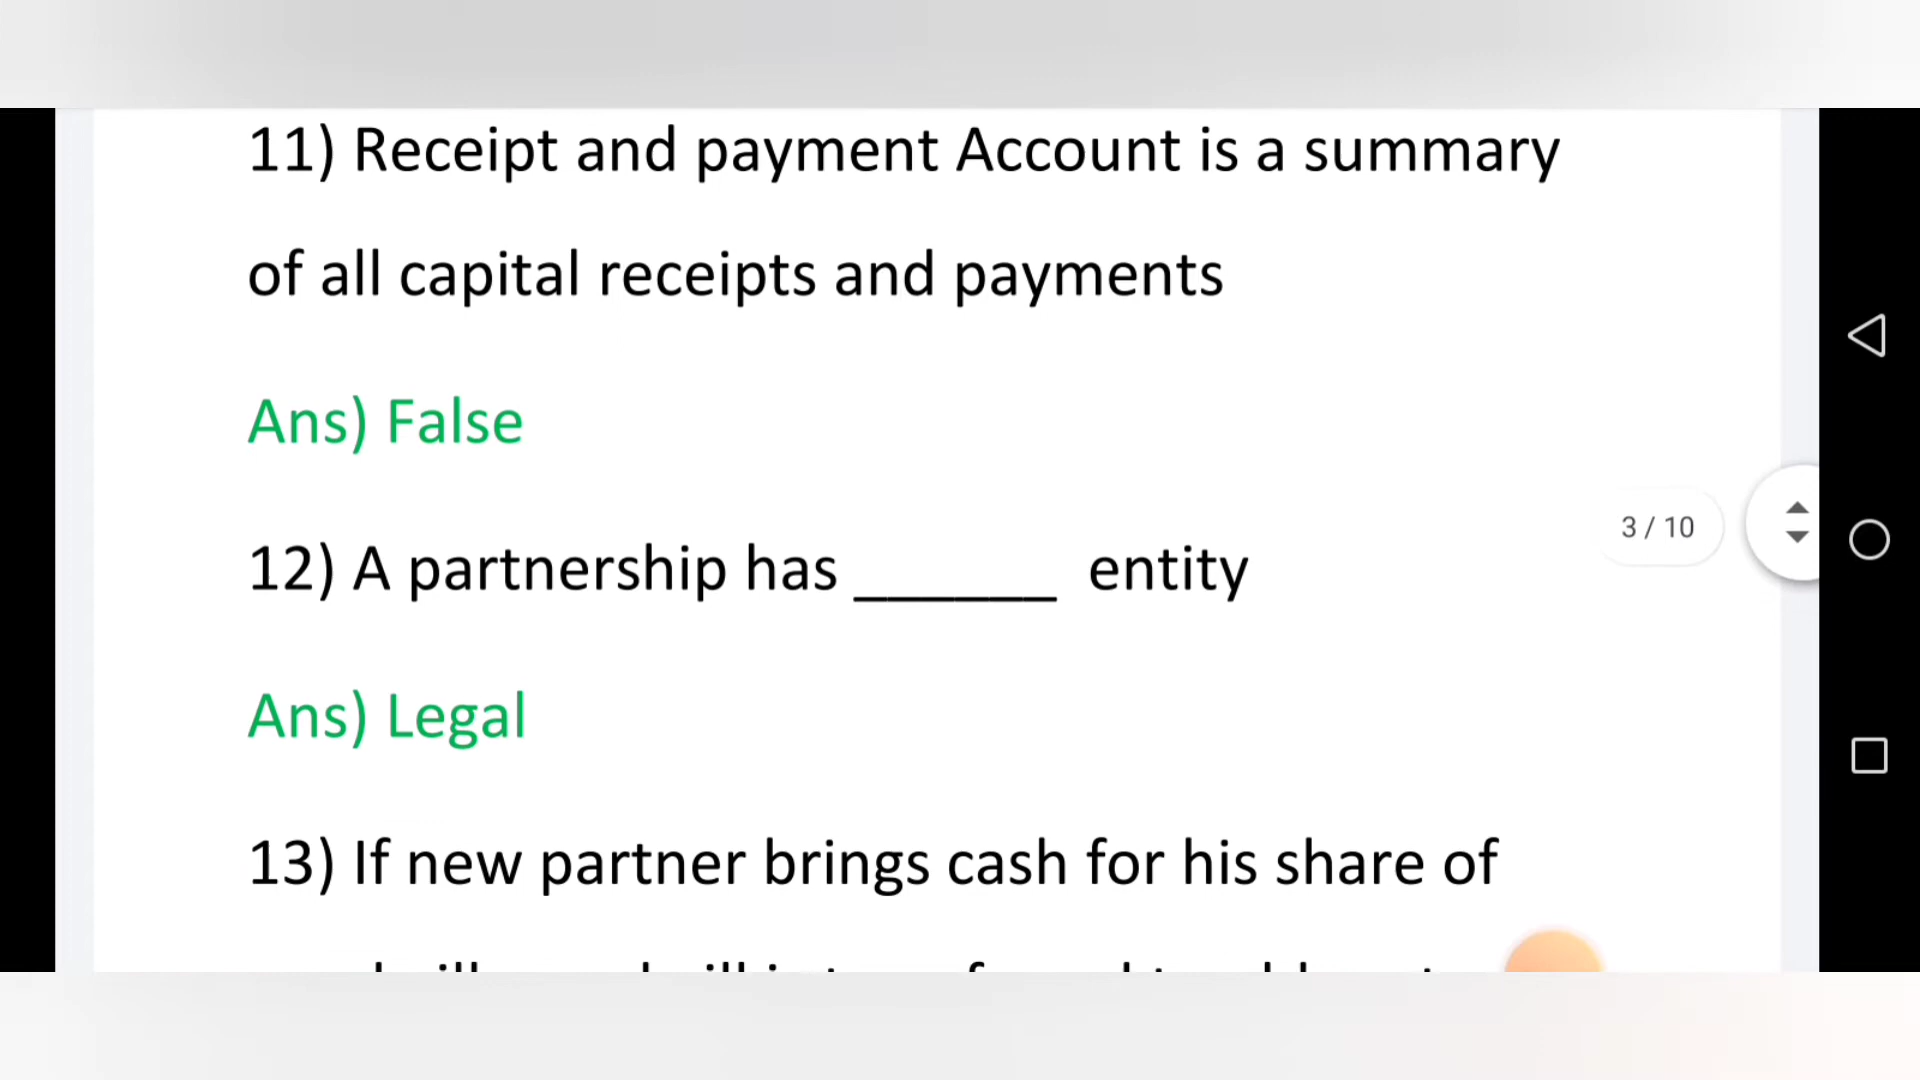 11) Receipt and payment Account is a summary
of all capital receipts and payments
Ans) False
12) A partnership has ______ entity
3 / 10
Ans) Legal
13) If new partner brings cash for his share of